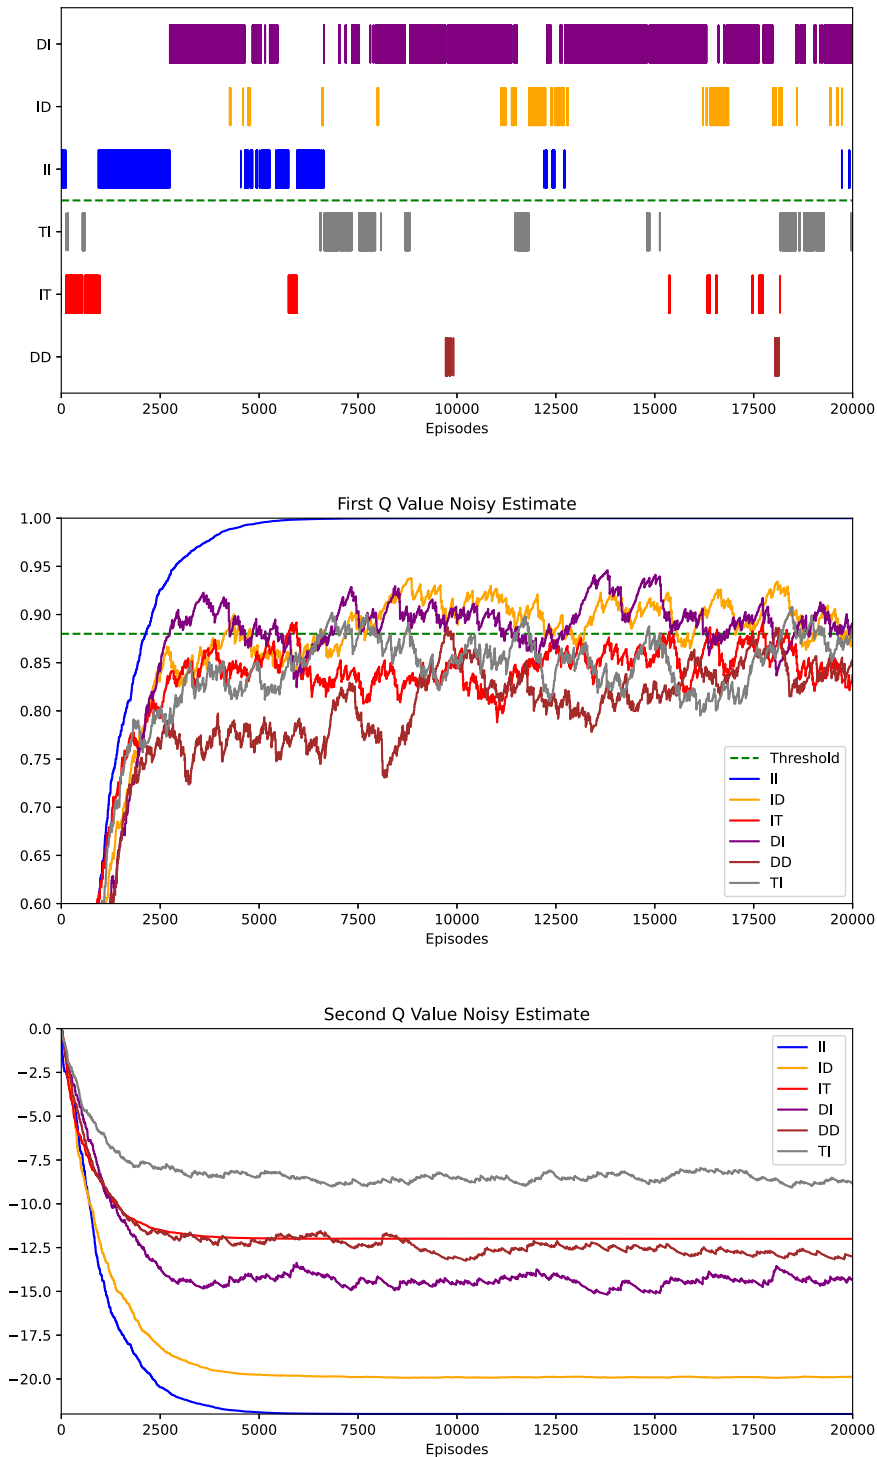 DI
ID
II
TI
IT
DD
0 2500 5000 7500 10000 12500 15000 17500 20000
Episodes
First Q Value Noisy Estimate
1.00
0.95
0.90
0.85
0.80
0.75
0.70
0.65
0.60
Threshold
II
ID
IT
DI
DD
TI
0 2500 5000 7500 10000 12500 15000 17500 20000
Episodes
Second Q Value Noisy Estimate
0.0
−2.5
−5.0
−7.5
−10.0
−12.5
−15.0
−17.5
−20.0
II
ID
IT
DI
DD
TI
0 2500 5000 7500 10000 12500 15000 17500 20000
Episodes